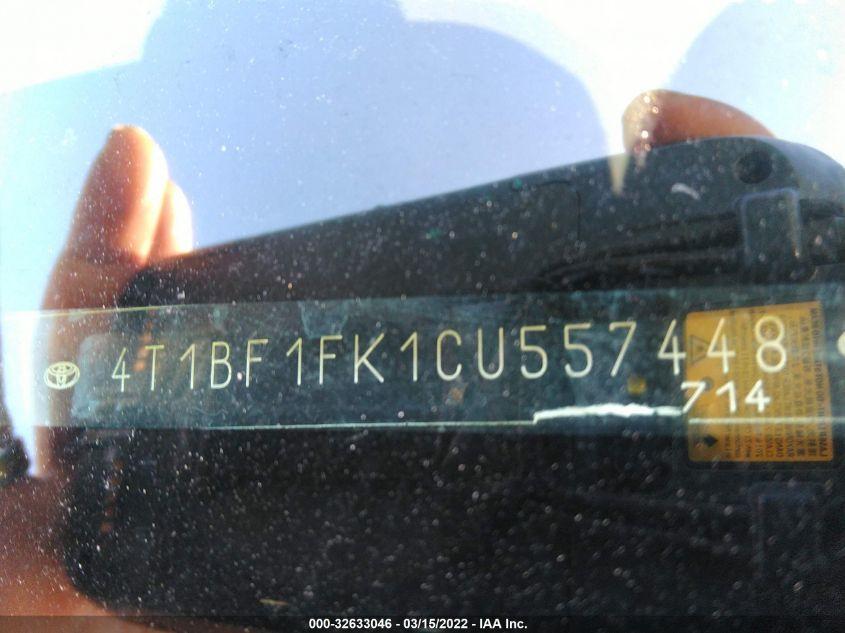 4T1BF1FK1CU557448
714
000-32633046 - 03/15/2022 - IAA Inc.